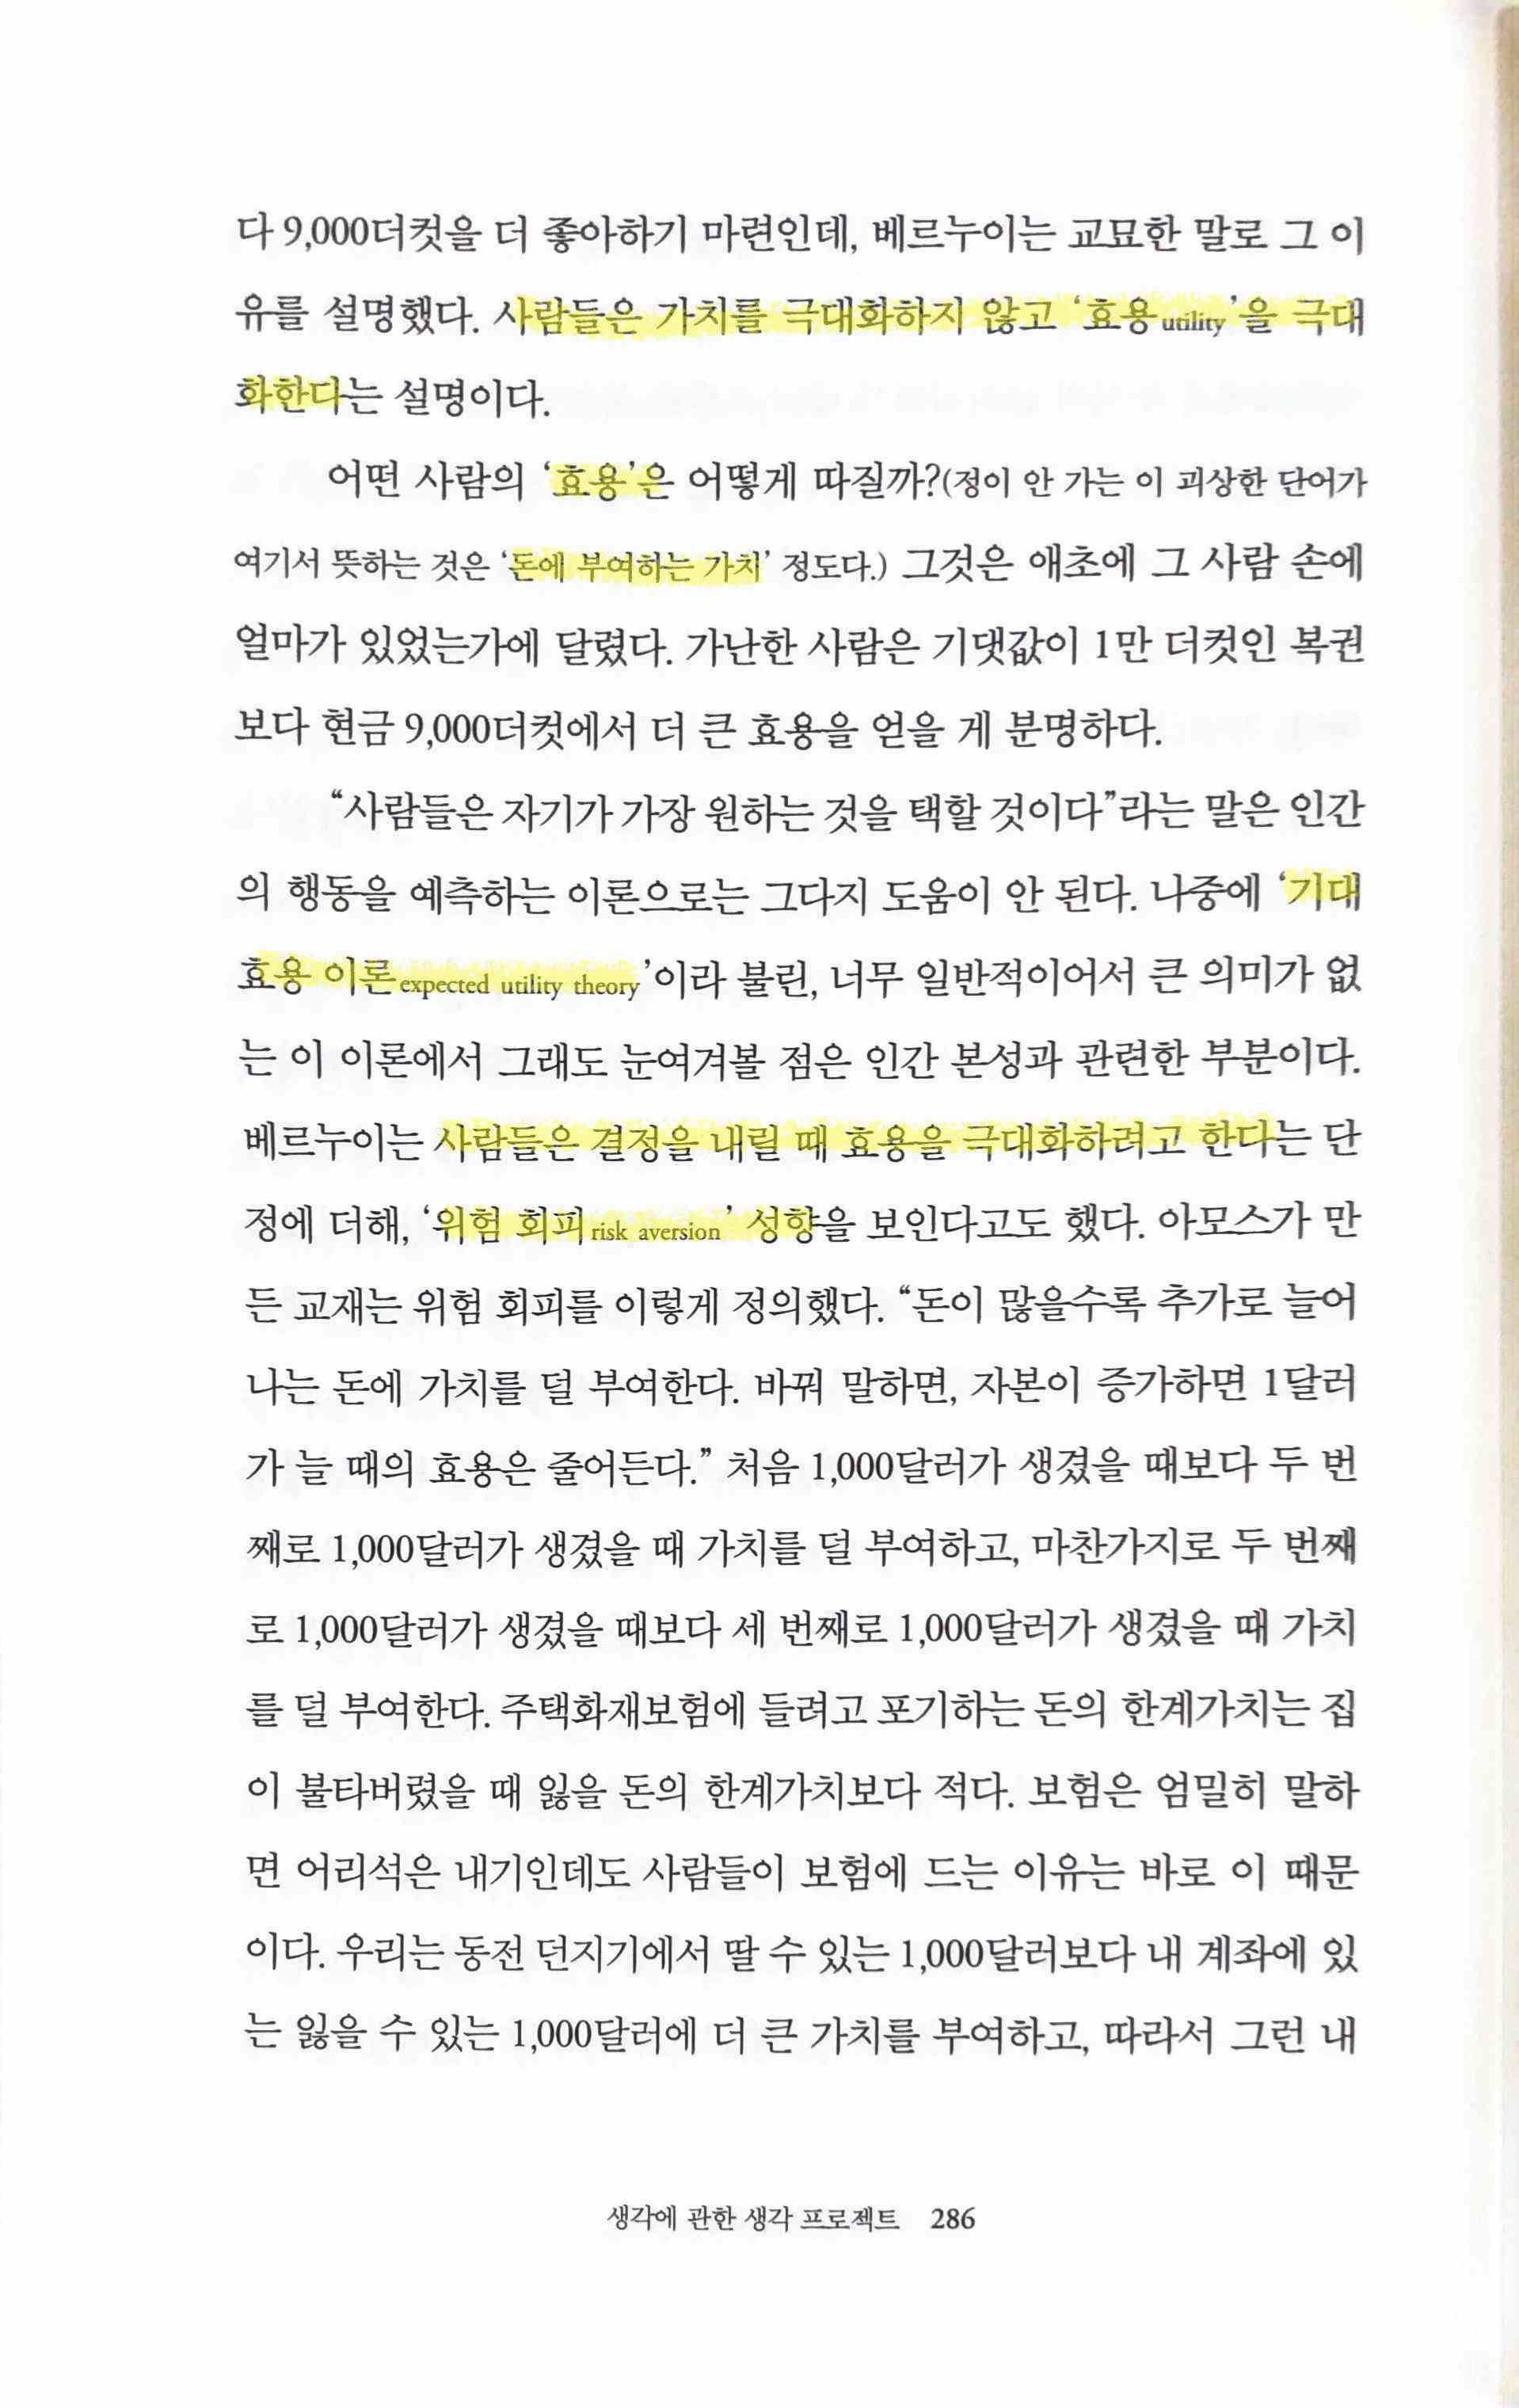 다 9,000더컷을 더 좋아하기 마련인데, 베르누이는 교묘한 말로 그 이
유를 설명했다. 사람들은 가치를 극대화하지 않고 ‘효용utility’을 극대
화한다는 설명이다.
어떤 사람의 ‘효용’은 어떻게 따질까?(정이 안 가는 이 괴상한 단어가
여기서 뜻하는 것은 ‘돈에 부여하는 가치’ 정도다.) 그것은 애초에 그 사람 손에
얼마가 있었는가에 달렸다. 가난한 사람은 기댓값이 1만 더컷인 복권
보다 현금 9,000더컷에서 더 큰 효용을 얻을 게 분명하다.
“사람들은 자기가 가장 원하는 것을 택할 것이다”라는 말은 인간
의 행동을 예측하는 이론으로는 그다지 도움이 안 된다. 나중에 ‘기대
효용 이론expected utility theory’이라 불린, 너무 일반적이어서 큰 의미가 없
는 이 이론에서 그래도 눈여겨볼 점은 인간 본성과 관련한 부분이다.
베르누이는 사람들은 결정을 내릴 때 효용을 극대화하려고 한다는 단
정에 더해, ‘위험 회피risk aversion’ 성향을 보인다고도 했다. 아모스가 만
든 교재는 위험 회피를 이렇게 정의했다. “돈이 많을수록 추가로 늘어
나는 돈에 가치를 덜 부여한다. 바꿔 말하면, 자본이 증가하면 1달러
가 늘 때의 효용은 줄어든다.” 처음 1,000달러가 생겼을 때보다 두 번
째로 1,000달러가 생겼을 때 가치를 덜 부여하고, 마찬가지로 두 번째
로 1,000달러가 생겼을 때보다 세 번째로 1,000달러가 생겼을 때 가치
를 덜 부여한다. 주택화재보험에 들려고 포기하는 돈의 한계가치는 집
이 불타버렸을 때 잃을 돈의 한계가치보다 적다. 보험은 엄밀히 말하
면 어리석은 내기인데도 사람들이 보험에 드는 이유는 바로 이 때문
이다. 우리는 동전 던지기에서 딸 수 있는 1,000달러보다 내 계좌에 있
는 잃을 수 있는 1,000달러에 더 큰 가치를 부여하고, 따라서 그런 내
생각에 관한 생각 프로젝트 286